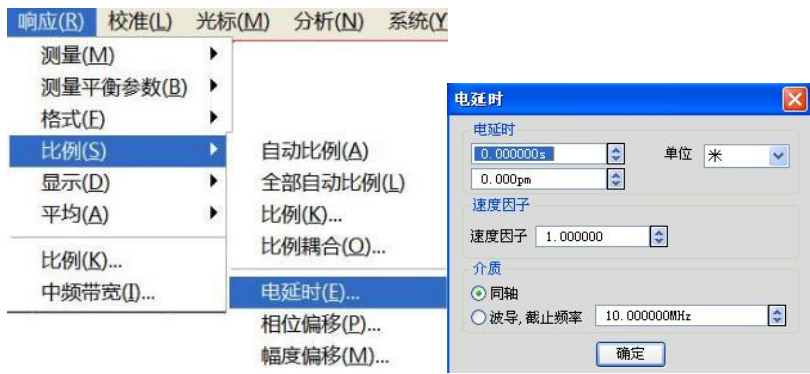 响应(R) 校准(L) 光标(M) 分析(N) 系统(Y
测量(M)
测量平衡参数(B)
格式(F)
比例(S)
显示(D)
平均(A)
比例(K)...
中频带宽(I)...
自动比例(A)
全部自动比例(L)
比例(K)...
比例耦合(O)...
电延时(E)...
相位偏移(P)...
幅度偏移(M)...
电延时
电延时
0.000000s 单位 米
0.000pm
速度因子
速度因子 1.000000
介质
同轴
波导,截止频率 10.000000MHz
确定